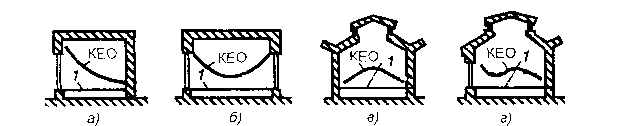 КЕО КЕО КЕО 1 КЕО 1
1 1
а) б) в) г)